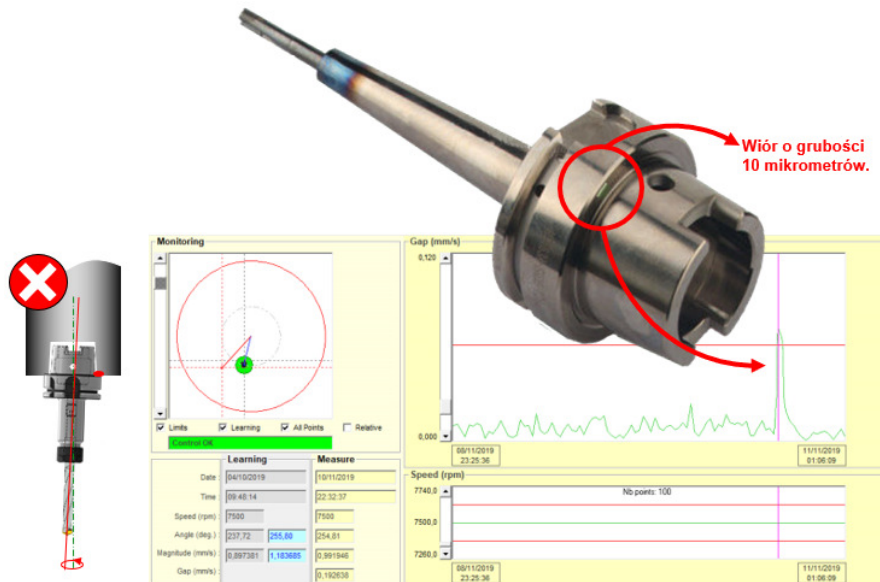 Wiór o grubości
10 mikrometrów.
Monitoring
Limits Learning All Points Relative
Control OK
Gap (mm/s)
0,120
0,000
08/11/2019
23:25:36
11/11/2019
01:06:09
Learning Measure
Date : 04/10/2019 10/11/2019
Time : 09:48:14 22:32:37
Speed (rpm) : 7500 7500
Angle (deg.) : 237,72 255,80 254,81
Magnitude (mm/s) : 0,897381 1,183685 0,991946
Gap (mm/s) : 0,192638
Speed (rpm)
7740,0
7500,0
7260,0
Nb points: 100
08/11/2019
23:25:36
11/11/2019
01:06:09